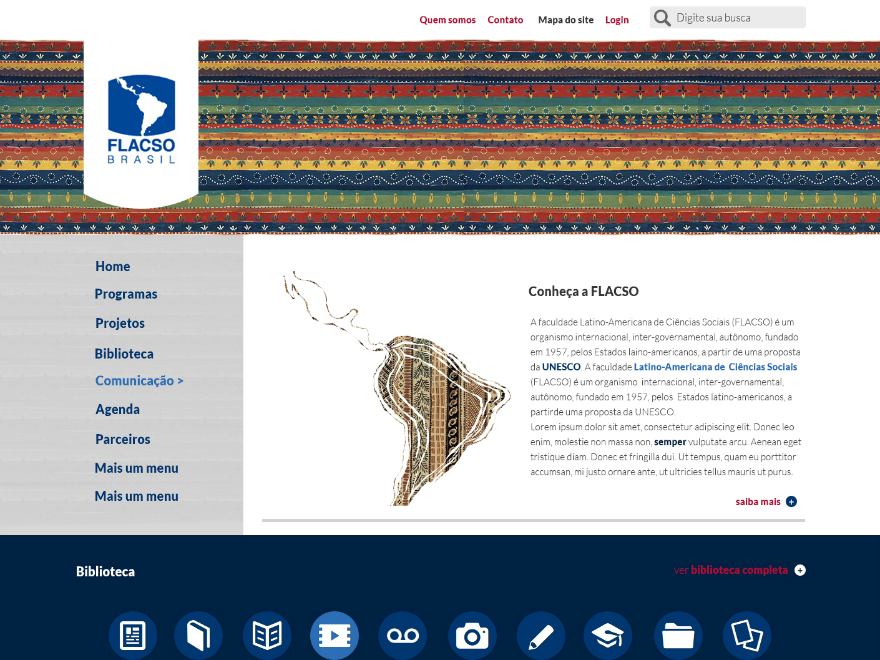 Quem somos Contato Mapa do site Login Digite sua busca
FLACSO
BRASIL
Home
Programas
Projetos
Biblioteca
Comunicação >
Agenda
Parceiros
Mais um menu
Mais um menu
Conheça a FLACSO
A faculdade Latino-Americana de Ciências Sociais (FLACSO) é um
organismo internacional, inter-governamental, autônomo, fundado
em 1957, pelos Estados laino-americanos, a partir de uma proposta
da UNESCO. A faculdade Latino-Americana de Ciências Sociais
(FLACSO) é um organismo internacional, inter-governamental,
autônomo, fundado em 1957, pelos Estados latino-americanos, a
partirde uma proposta da UNESCO.
Lorem ipsum dolor sit amet, consectetur adipiscing elit. Donec leo
enim, molestie non massa non, semper vulputate arcu. Aenean eget
tristique diam. Donec et fringilla dui. Ut tempus, quam eu porttitor
accumsan, mi justo ornare ante, ut ultricies tellus mauris ut purus.
saiba mais +
Biblioteca
ver biblioteca completa +